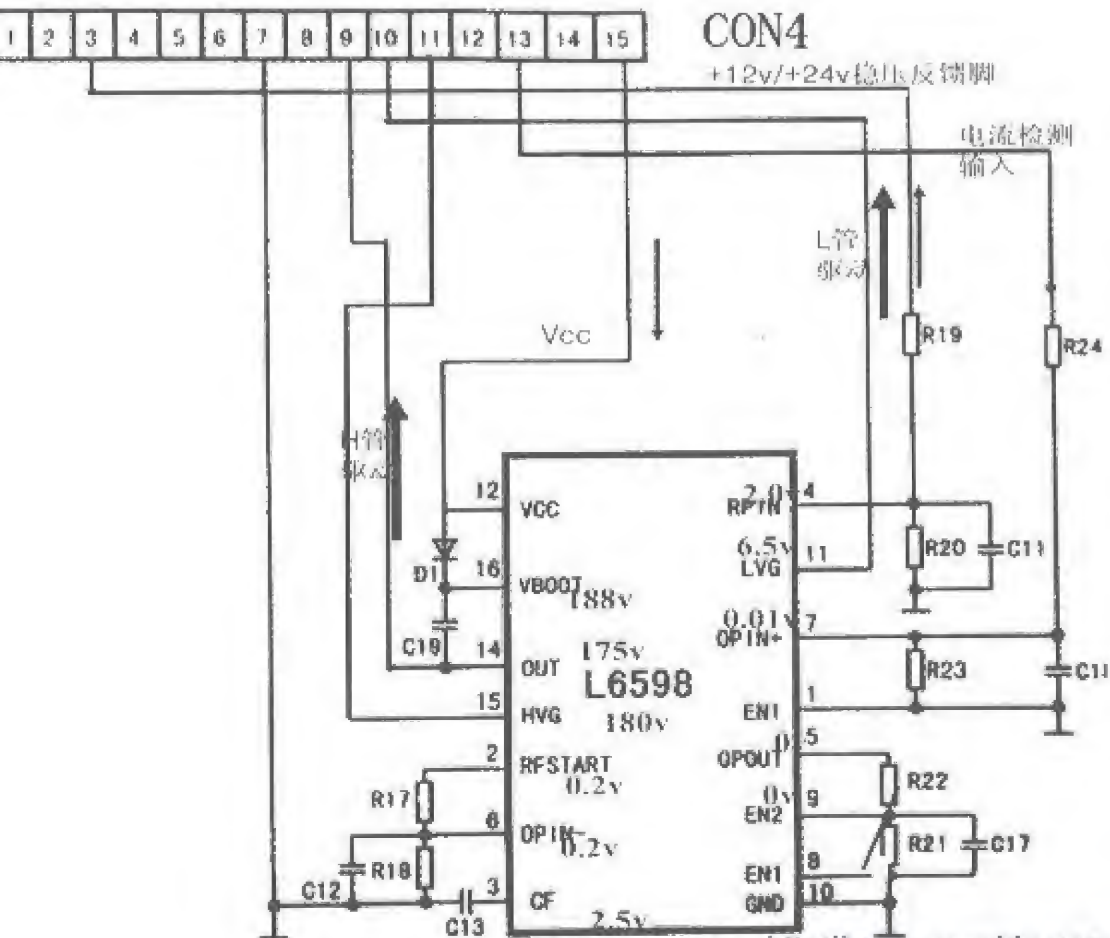 1 2 3 4 5 6 7 8 9 10 11 12 13 14 15
CON4
+12v/+24v稳压反馈脚
电流检测
输入
L管
驱动
Vcc
R19
R24
H管
驱动
12
VCC
2.0v
4
RFIN
D1
16
VBOOT
188v
6.5v
11
LVG
R20
C11
C19
14
OUT
175v
0.01v
7
OPIN+
L6598
R23
15
HVG
180v
1
EN1
2
RFSTART
0.2v
5
OPOUT
R22
R17
6
OPIN-
0.2v
0v
9
EN2
R21
C17
R18
C12
8
EN1
3
CF
2.5v
10
GND
C13